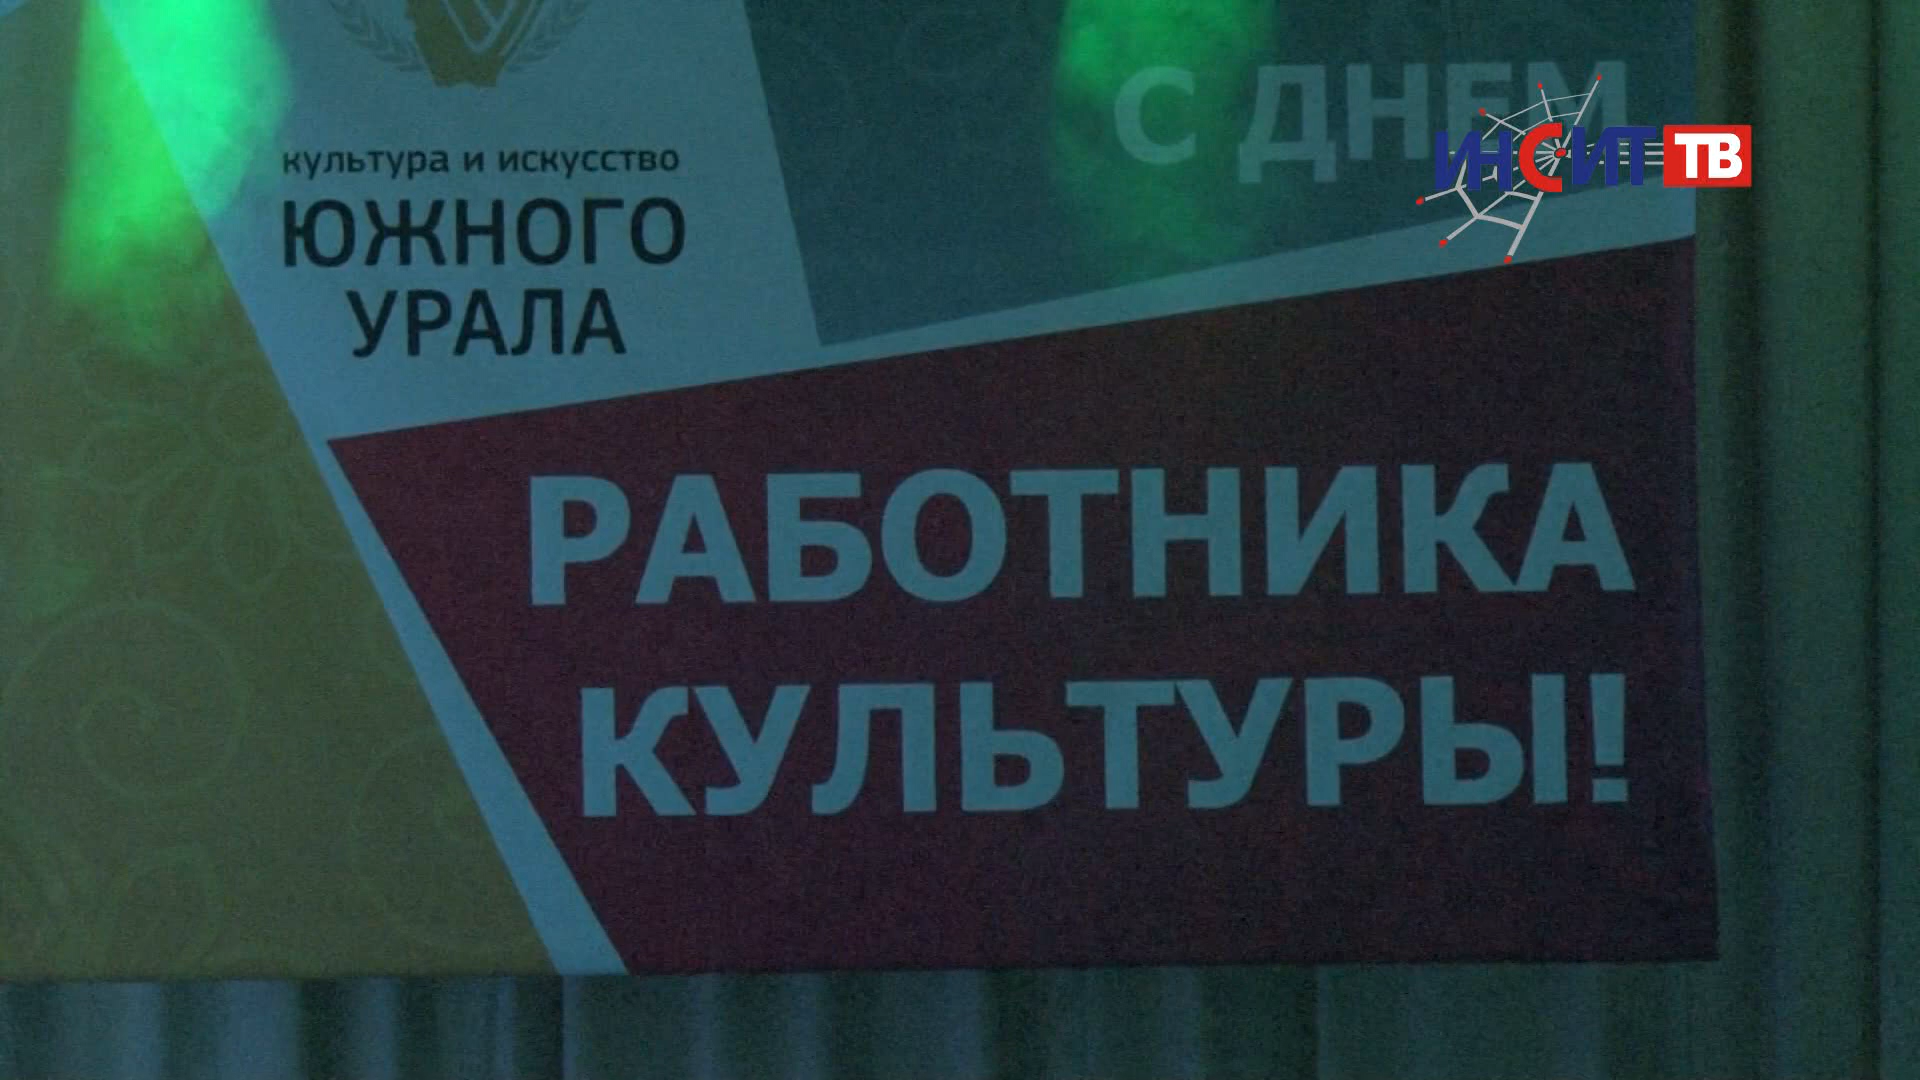 культура и искусство
ЮЖНОГО
УРАЛА
С ДНЕМ
ИНСИТ ТВ
РАБОТНИКА
КУЛЬТУРЫ!